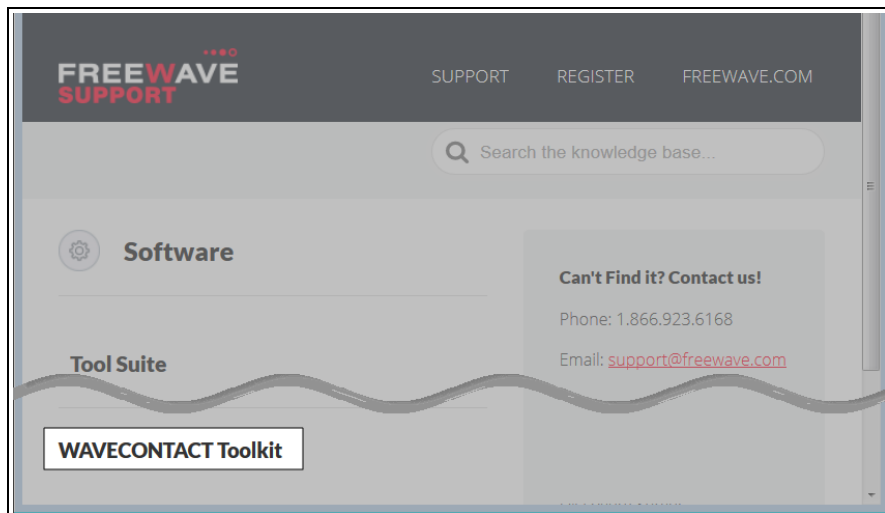 FREEWAVE
SUPPORT
SUPPORT REGISTER FREEWAVE.COM
Search the knowledge base...
Software
Can't Find it? Contact us!
Phone: 1.866.923.6168
Email: support@freewave.com
Tool Suite
WAVECONTACT Toolkit